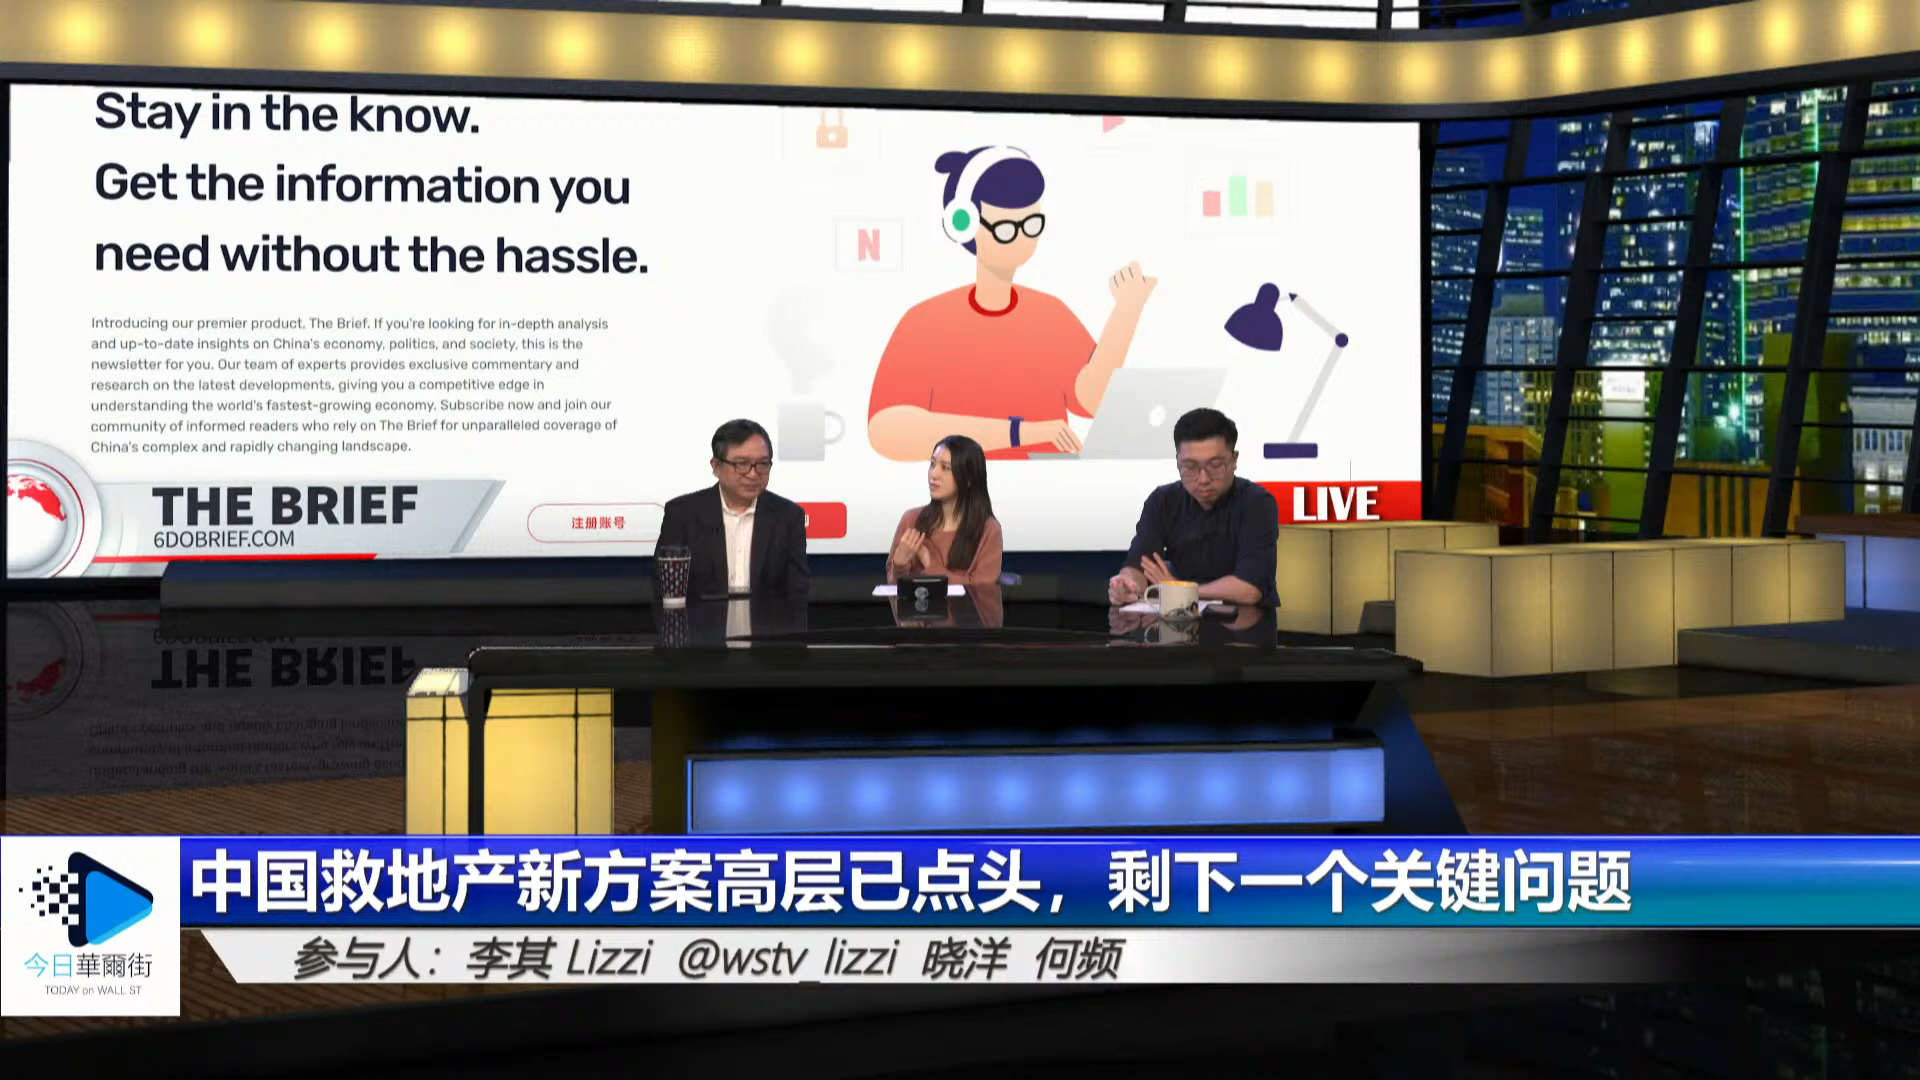 Stay in the know.
Get the information you
need without the hassle.
N
Introducing our premier product, The Brief. If you're looking for in-depth analysis
and up-to-date insights on China's economy, politics, and society, this is the
newsletter for you. Our team of experts provides exclusive commentary and
research on the latest developments, giving you a competitive edge in
understanding the world's fastest-growing economy. Subscribe now and join our
community of informed readers who rely on The Brief for unparalleled coverage of
China's complex and rapidly changing landscape.
THE BRIEF
6DOBRIEF.COM
注册账号
LIVE
中国救地产新方案高层已点头，剩下一个关键问题
参与人：李其 Lizzi @wstv_lizzi 晓洋 何频
今日華爾街
TODAY on WALL ST